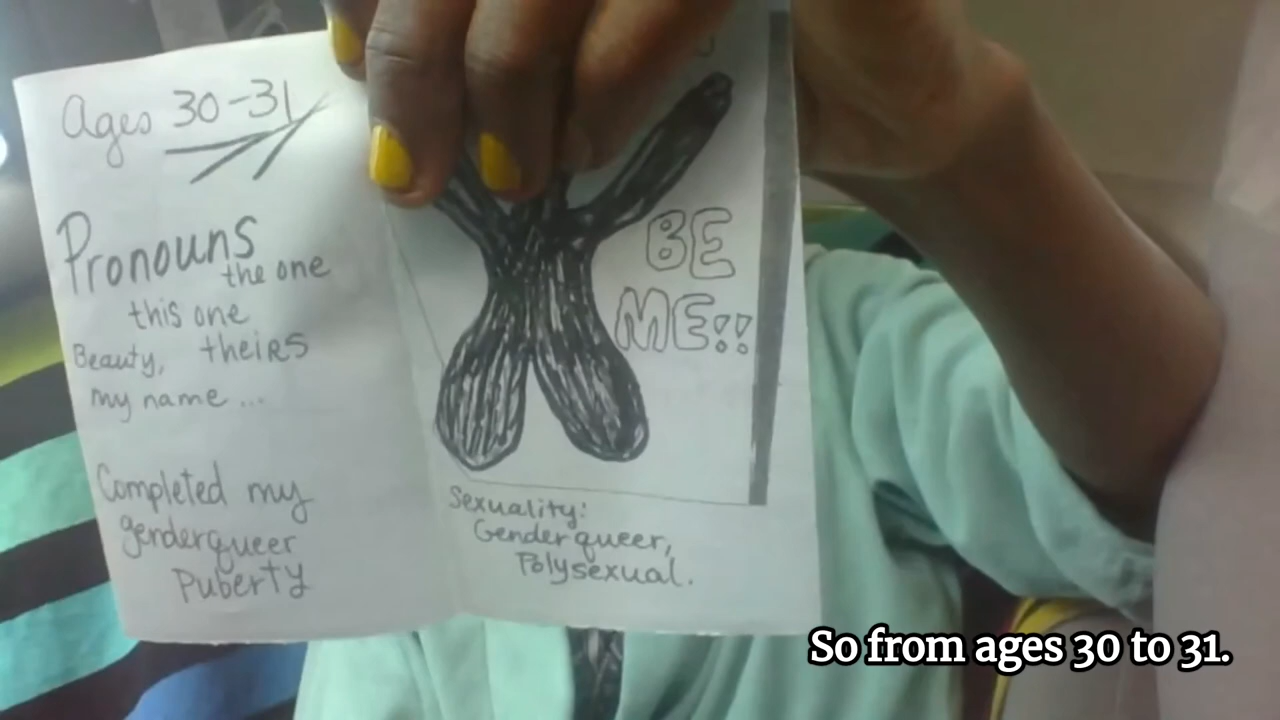 Ages 30-31
Pronouns
the one
this one
Beauty, theirs
my name ...
Completed my
genderqueer
Puberty
BE
ME!!
Sexuality:
Genderqueer,
Polysexual.
So from ages 30 to 31.